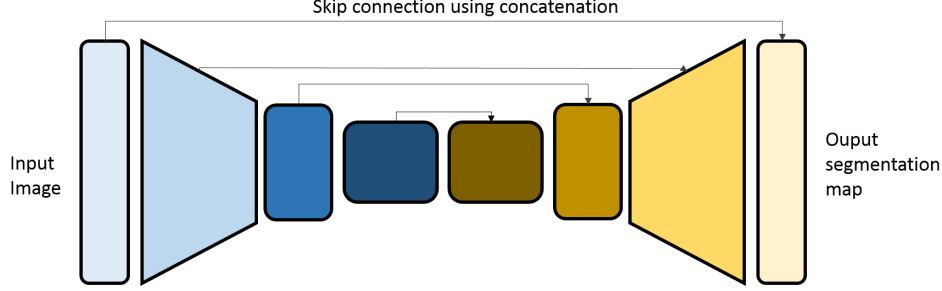 Skip connection using concatenation
Input
Image
Ouput
segmentation
map